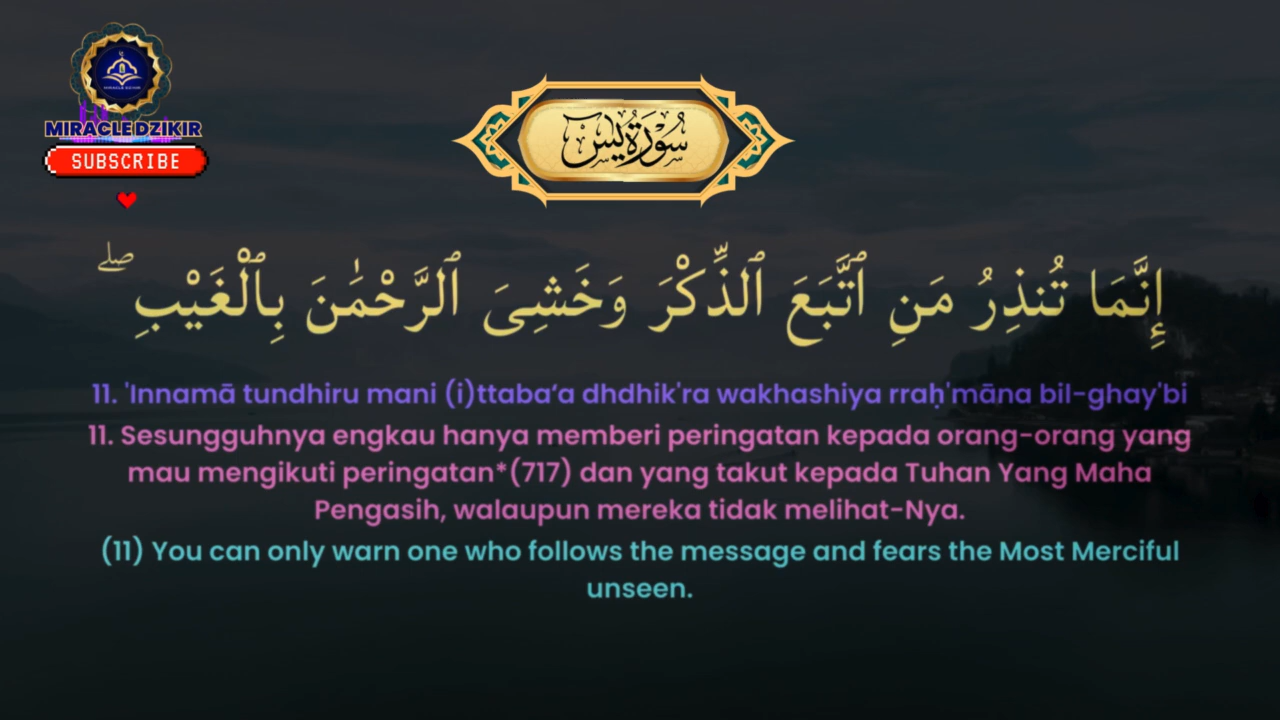 MIRACLE DZIKIR
MIRACLE DZIKIR
SUBSCRIBE
سُورَةُ يس
إِنَّمَا تُنذِرُ مَنِ ٱتَّبَعَ ٱلذِّكْرَ وَخَشِىَ ٱلرَّحْمَٰنَ بِٱلْغَيْبِ ۖ
11. 'Innamā tundhiru mani (i)ttaba‘a dhdhik'ra wakhashiya rraḥ'māna bil-ghay'bi
11. Sesungguhnya engkau hanya memberi peringatan kepada orang-orang yang
mau mengikuti peringatan*(717) dan yang takut kepada Tuhan Yang Maha
Pengasih, walaupun mereka tidak melihat-Nya.
(11) You can only warn one who follows the message and fears the Most Merciful
unseen.